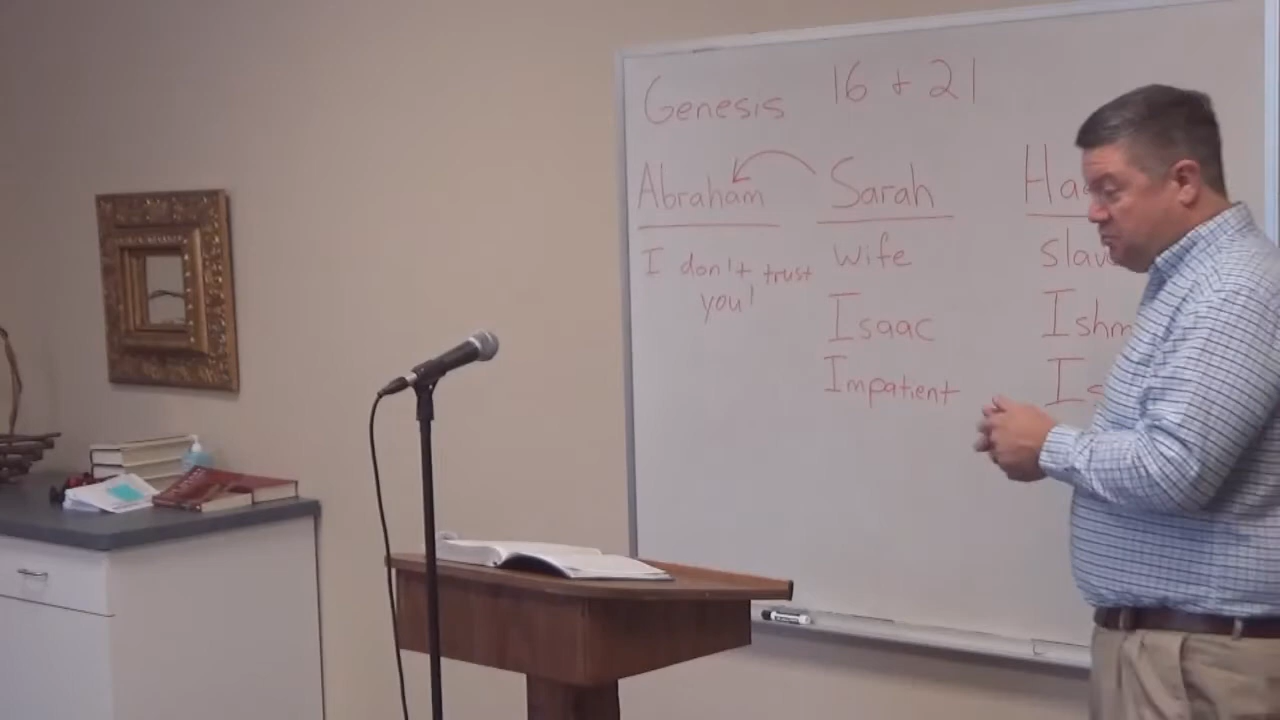 Genesis 16 + 21
Abraham Sarah
I don't trust
you!
wife
Isaac
Impatient